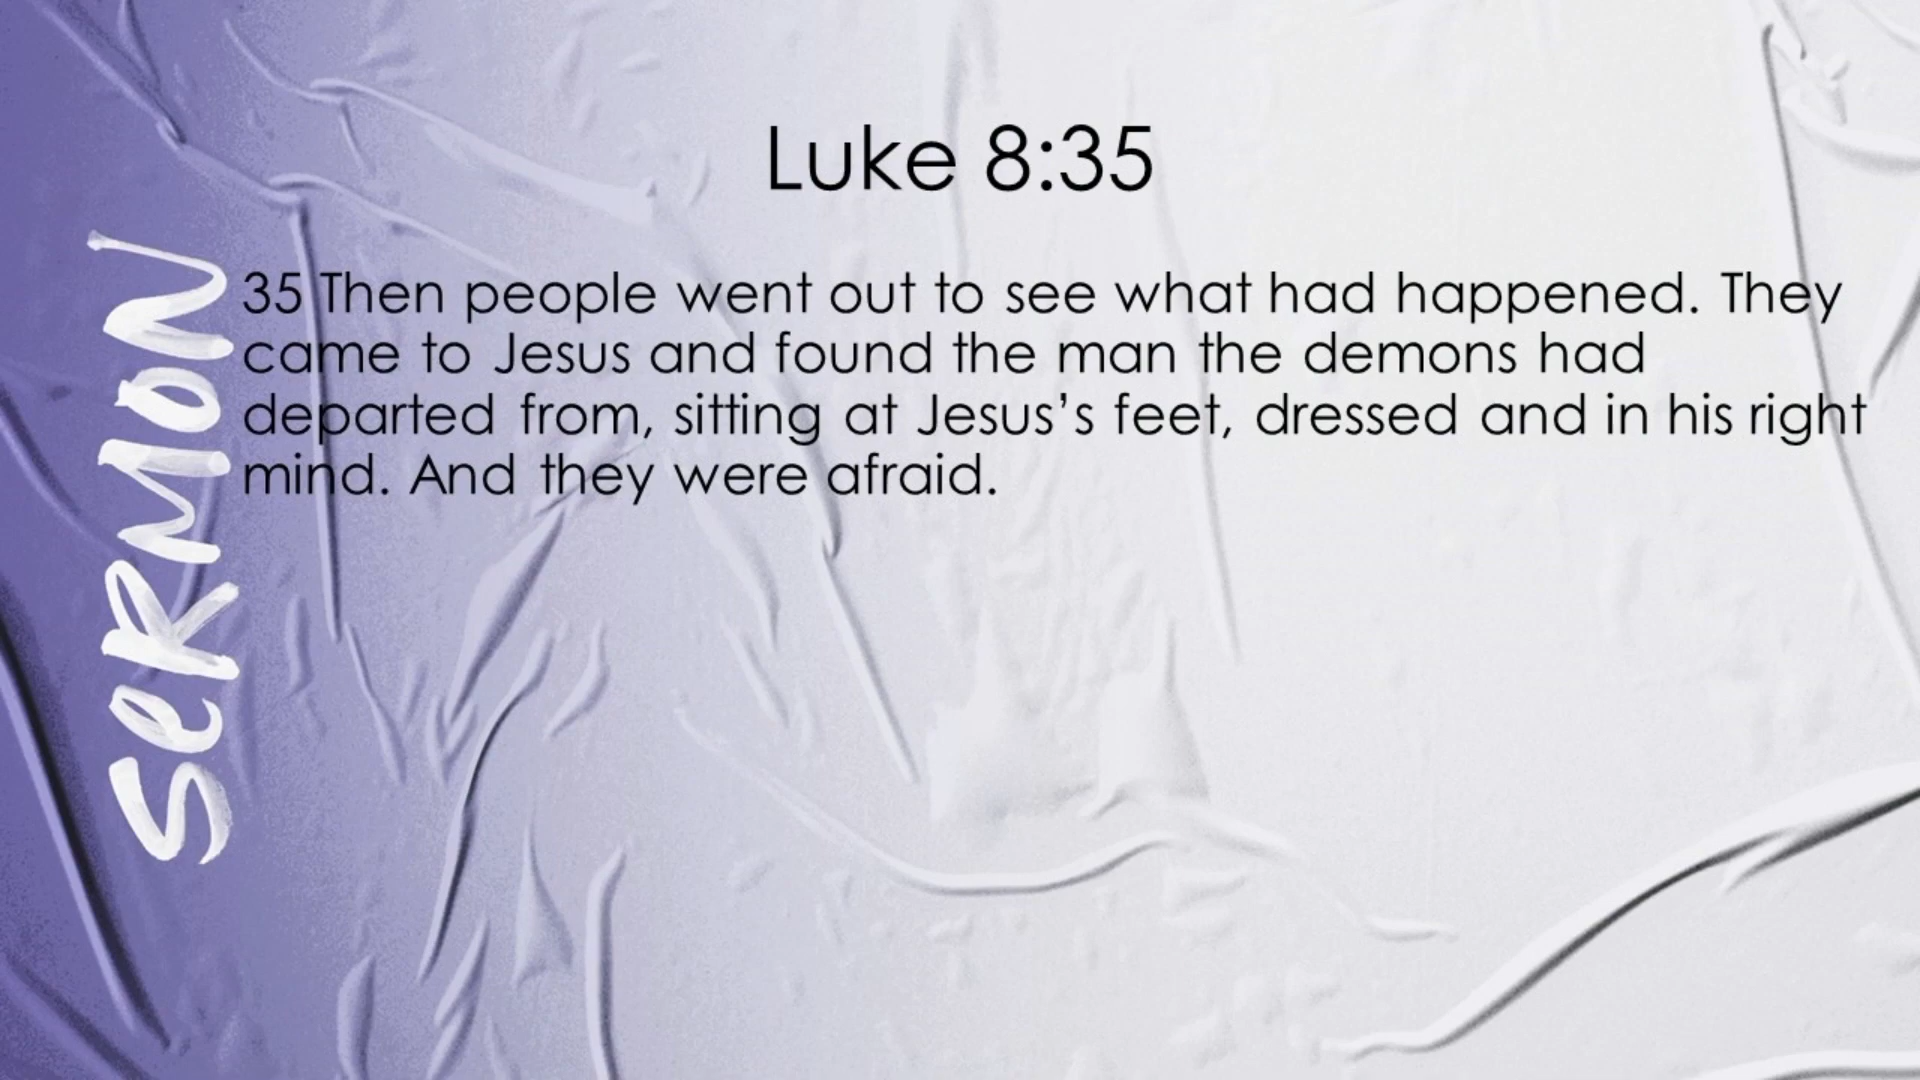 Luke 8:35
SeRMON
35 Then people went out to see what had happened. They
came to Jesus and found the man the demons had
departed from, sitting at Jesus’s feet, dressed and in his right
mind. And they were afraid.